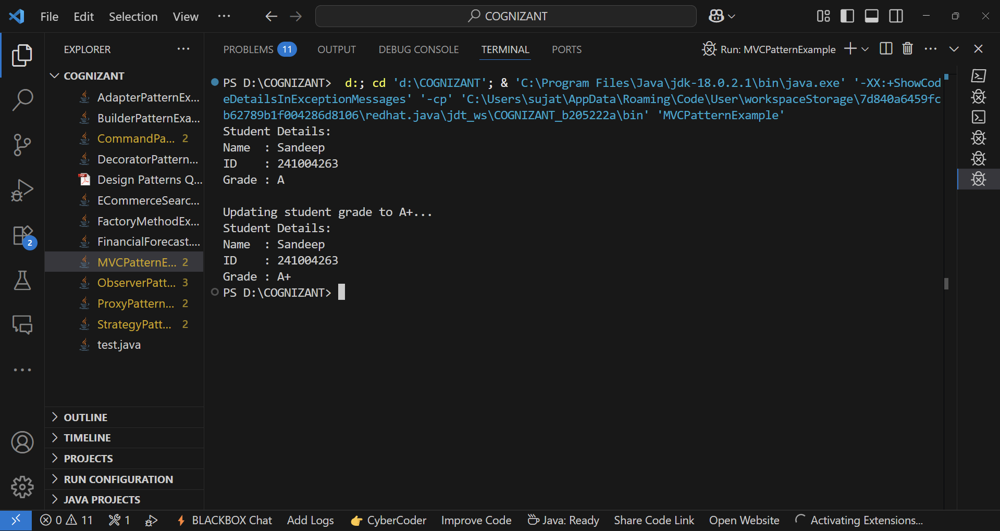 File Edit Selection View ··· COGNIZANT
EXPLORER ···
COGNIZANT
AdapterPatternEx...
BuilderPatternExa...
CommandPa... 2
DecoratorPattern...
Design Patterns Q...
ECommerceSearc...
FactoryMethodEx...
FinancialForecast....
MVCPatternE... 2
ObserverPatt... 3
ProxyPattern... 2
StrategyPatt... 2
test.java
OUTLINE
TIMELINE
PROJECTS
RUN CONFIGURATION
JAVA PROJECTS
2
PROBLEMS 11 OUTPUT DEBUG CONSOLE TERMINAL PORTS Run: MVCPatternExample
PS D:\COGNIZANT> d:; cd 'd:\COGNIZANT'; & 'C:\Program Files\Java\jdk-18.0.2.1\bin\java.exe' '-XX:+ShowCod
eDetailsInExceptionMessages' '-cp' 'C:\Users\sujat\AppData\Roaming\Code\User\workspaceStorage\7d840a6459fc
b62789b1f004286d8106\redhat.java\jdt_ws\COGNIZANT_b205222a\bin' 'MVCPatternExample'
Student Details:
Name : Sandeep
ID : 241004263
Grade : A
Updating student grade to A+...
Student Details:
Name : Sandeep
ID : 241004263
Grade : A+
PS D:\COGNIZANT>
0 11 1 BLACKBOX Chat Add Logs CyberCoder Improve Code Java: Ready Share Code Link Open Website Activating Extensions...